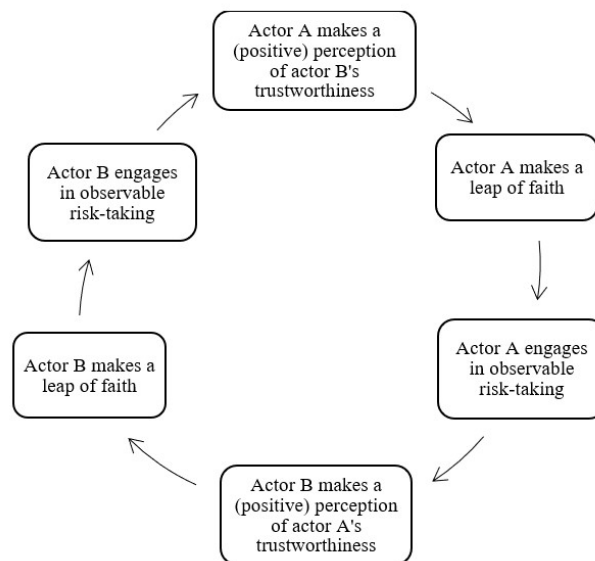 Actor A makes a
(positive) perception
of actor B's
trustworthiness
Actor A makes a
leap of faith
Actor A engages
in observable
risk-taking
Actor B makes a
(positive) perception
of actor A's
trustworthiness
Actor B makes a
leap of faith
Actor B engages
in observable
risk-taking